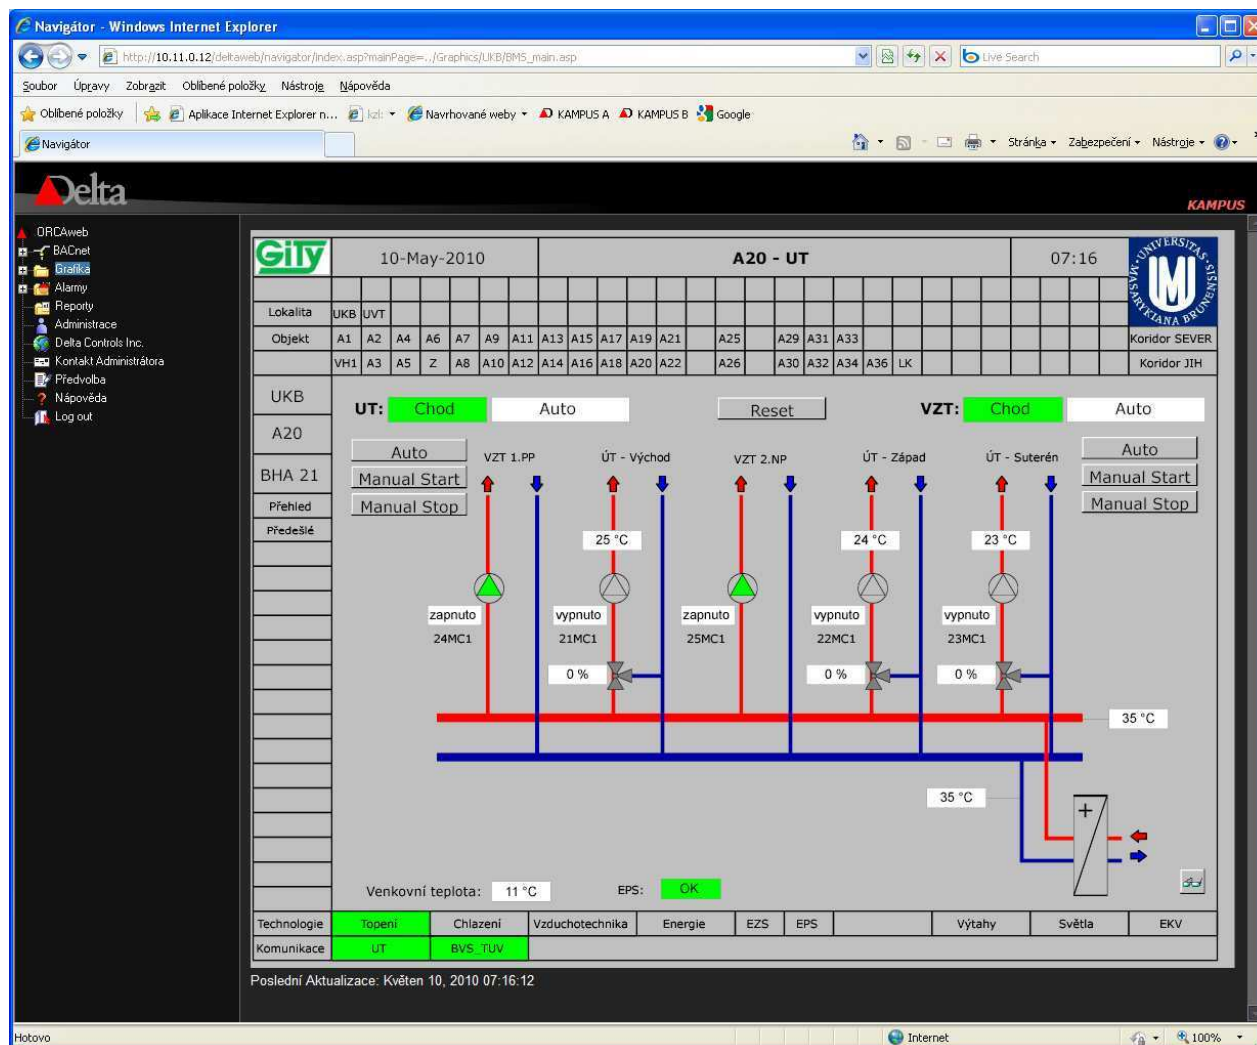 Navigátor - Windows Internet Explorer
http://10.11.0.12/deltaweb/navigator/index.asp?mainPage=../Graphics/UKB/BMS_main.asp
Live Search
Soubor Úpravy Zobrazit Oblíbené položky Nástroje Nápověda
Oblíbené položky Aplikace Internet Explorer n... Navrhované weby KAMPUS A KAMPUS B Google
Navigátor Stránka Zabezpečení Nástroje
Delta
KAMPUS
ORCAweb
BACnet
Grafika
Alarmy
Reporty
Administrace
Delta Controls Inc.
Kontakt Administrátora
Předvolba
Nápověda
Log out
GiTy 10-May-2010 A20 - UT 07:16
UNIVERSITAS MASARYKIANA BRUNENSIS
Lokalita UKB UVT
Objekt A1 A2 A4 A6 A7 A9 A11 A13 A15 A17 A19 A21 A25 A29 A31 A33 Koridor SEVER
VH1 A3 A5 Z A8 A10 A12 A14 A16 A18 A20 A22 A26 A30 A32 A34 A36 LK Koridor JIH
UKB
A20
BHA 21
Přehled
Předešlé
UT: Chod Auto Reset VZT: Chod Auto
Auto VZT 1.PP ÚT - Východ VZT 2.NP ÚT - Západ ÚT - Suterén Auto
Manual Start Manual Start
Manual Stop Manual Stop
25 °C 24 °C 23 °C
zapnuto vypnuto zapnuto vypnuto vypnuto
24MC1 21MC1 25MC1 22MC1 23MC1
0 % 0 % 0 %
35 °C
35 °C
+
Venkovní teplota: 11 °C EPS: OK
Technologie Topení Chlazení Vzduchotechnika Energie EZS EPS Výtahy Světla EKV
Komunikace UT BVS_TUV
Poslední Aktualizace: Květen 10, 2010 07:16:12
Hotovo Internet 100%